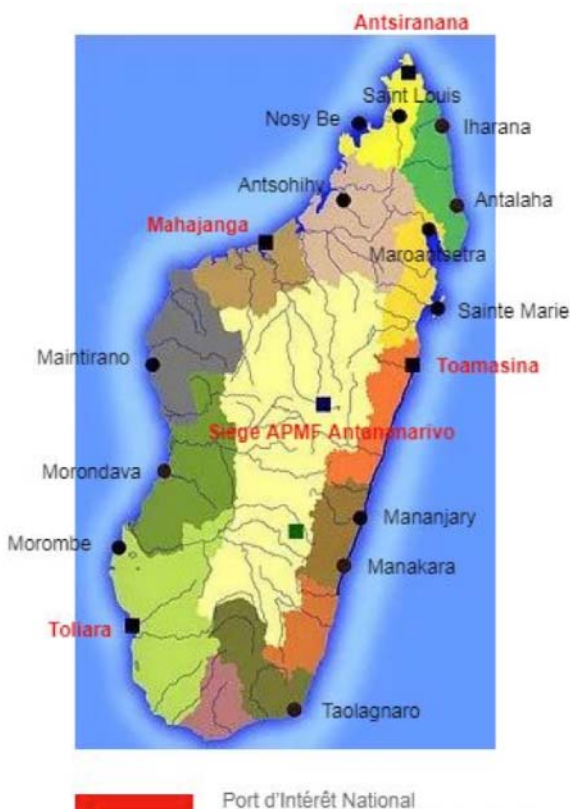 Antsiranana
Saint Louis
Nosy Be
Iharana
Antsohihy
Antalaha
Mahajanga
Maroantsetra
Sainte Marie
Maintirano
Toamasina
Siége APMF Antananarivo
Morondava
Mananjary
Morombe
Manakara
Toliara
Taolagnaro
Port d'Intérêt National